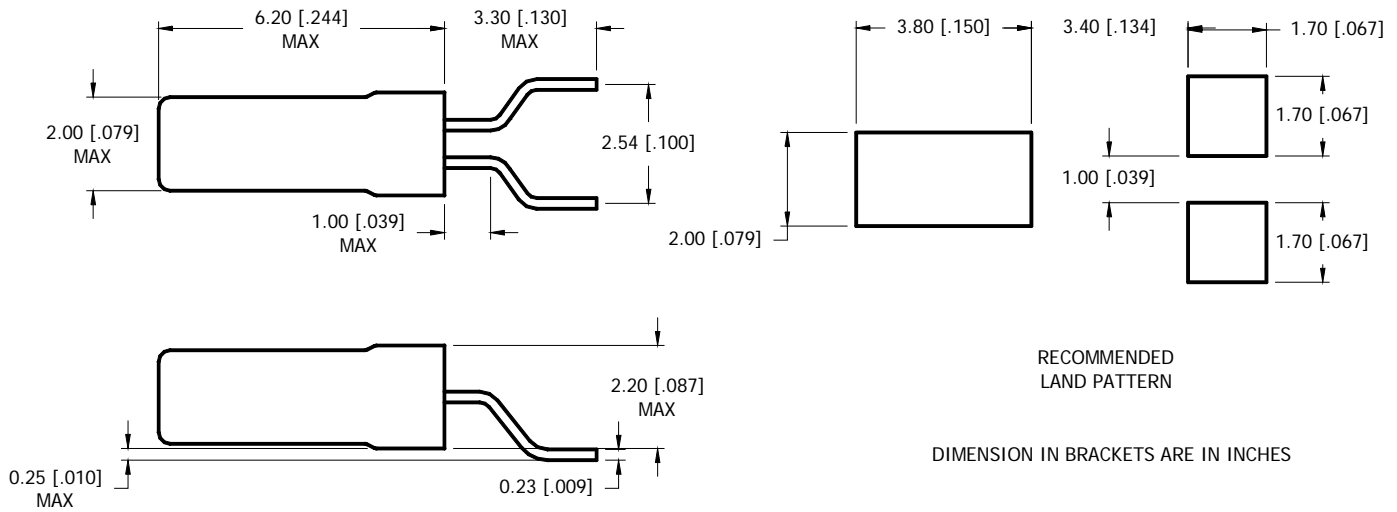 6.20 [.244]
MAX
3.30 [.130]
MAX
2.00 [.079]
MAX
2.54 [.100]
1.00 [.039]
MAX
3.80 [.150]
3.40 [.134]
1.70 [.067]
1.70 [.067]
1.00 [.039]
2.00 [.079]
1.70 [.067]
2.20 [.087]
MAX
0.25 [.010]
MAX
0.23 [.009]
RECOMMENDED
LAND PATTERN
DIMENSION IN BRACKETS ARE IN INCHES